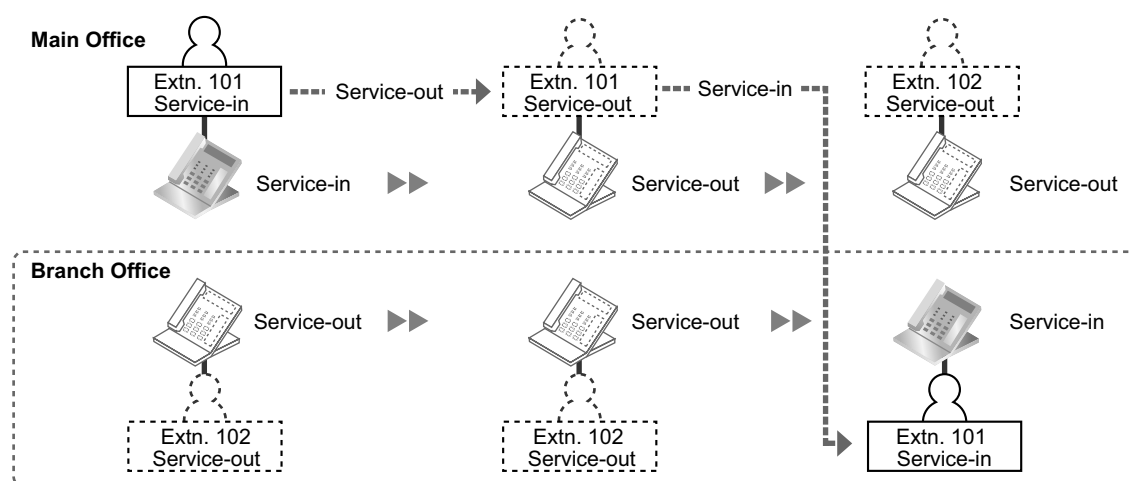 Main Office
Extn. 101
Service-in
Service-out
Extn. 101
Service-out
Service-in
Extn. 102
Service-out
Service-in
Service-out
Service-out
Branch Office
Service-out
Service-out
Service-in
Extn. 102
Service-out
Extn. 102
Service-out
Extn. 101
Service-in